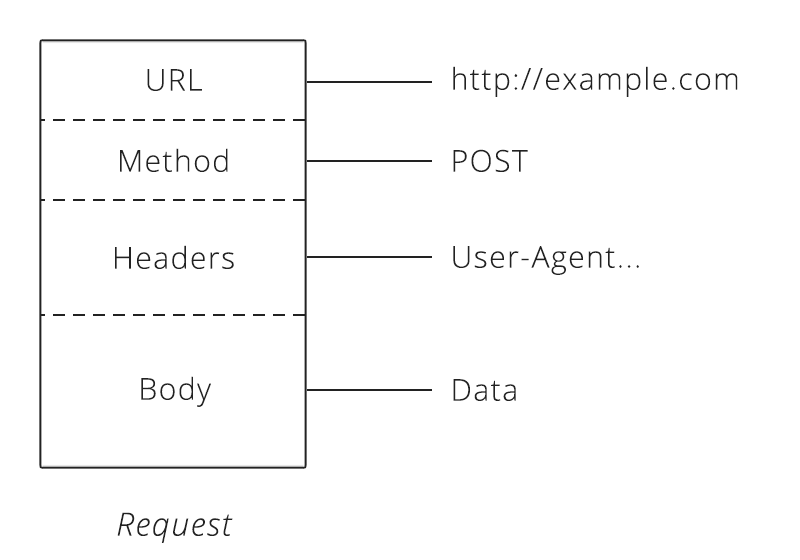 URL
http://example.com
Method
POST
Headers
User-Agent...
Body
Data
Request